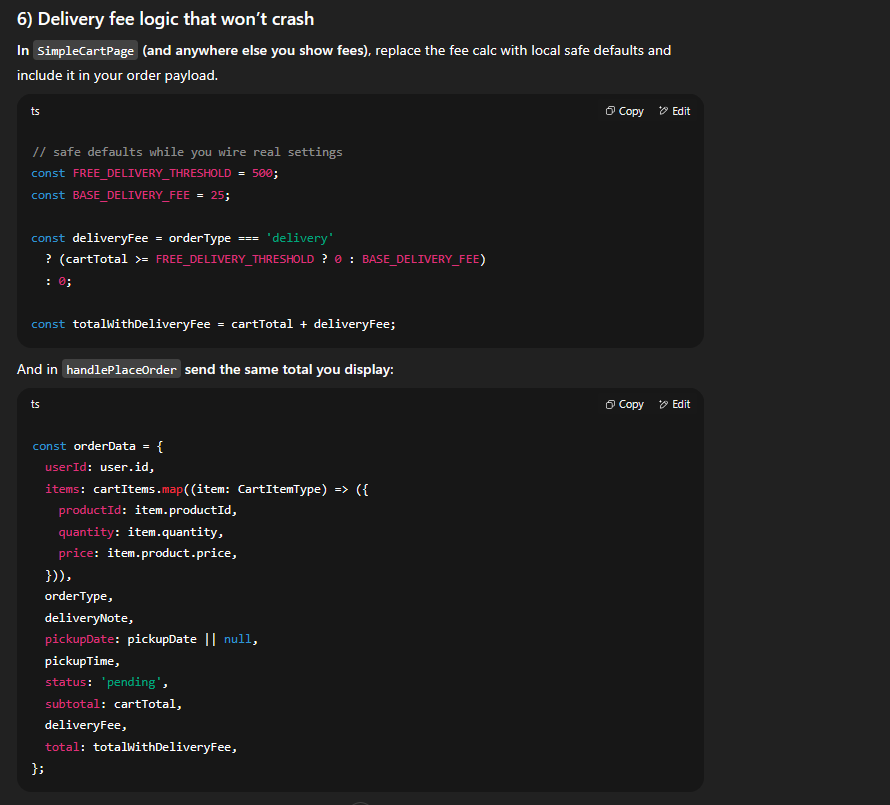 6) Delivery fee logic that won’t crash
In SimpleCartPage (and anywhere else you show fees), replace the fee calc with local safe defaults and
include it in your order payload.
ts
Copy
Edit
// safe defaults while you wire real settings
const FREE_DELIVERY_THRESHOLD = 500;
const BASE_DELIVERY_FEE = 25;
const deliveryFee = orderType === 'delivery'
? (cartTotal >= FREE_DELIVERY_THRESHOLD ? 0 : BASE_DELIVERY_FEE)
: 0;
const totalWithDeliveryFee = cartTotal + deliveryFee;
And in handlePlaceOrder send the same total you display:
ts
Copy
Edit
const orderData = {
userId: user.id,
items: cartItems.map((item: CartItemType) => ({
productId: item.productId,
quantity: item.quantity,
price: item.product.price,
})),
orderType,
deliveryNote,
pickupDate: pickupDate || null,
pickupTime,
status: 'pending',
subtotal: cartTotal,
deliveryFee,
total: totalWithDeliveryFee,
};